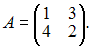 A = (1 3
4 2).